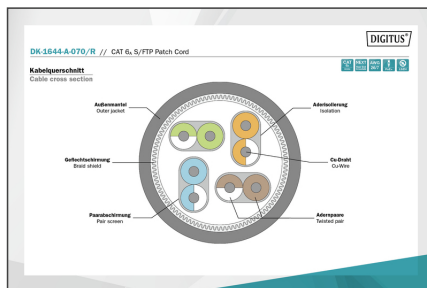 DIGITUS®
DK-1644-A-070/R // CAT 6A S/FTP Patch Cord
Kabelquerschnitt
Cable cross section
Außenmantel
Outer jacket
Aderisolierung
Isolation
Geflechtschirmung
Braid shield
Cu-Draht
Cu-Wire
Paarabschirmung
Pair screen
Adernpaare
Twisted pair